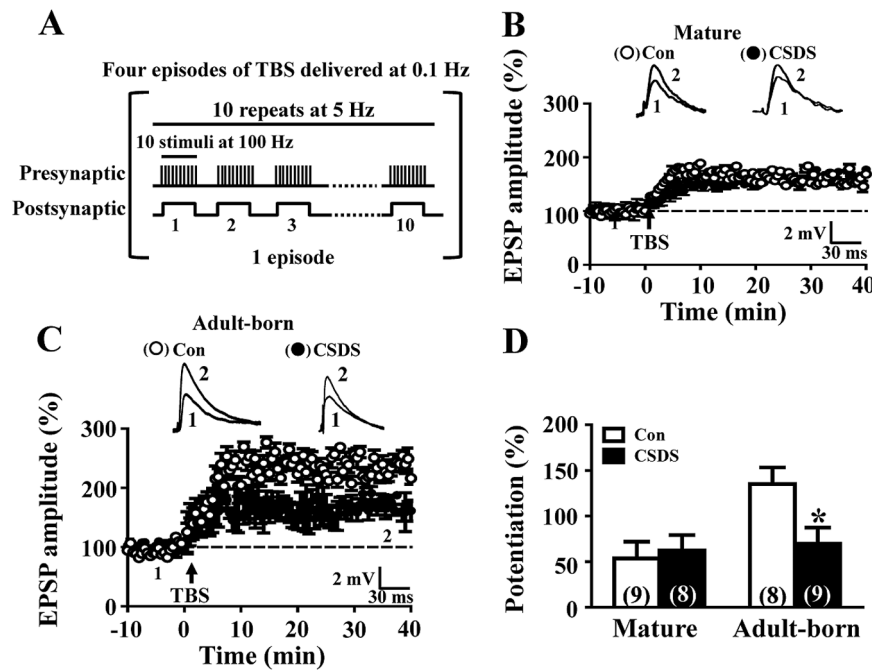 A
Four episodes of TBS delivered at 0.1 Hz
10 repeats at 5 Hz
10 stimuli at 100 Hz
Presynaptic
Postsynaptic
1 2 3 10
1 episode
B
Mature
(○) Con (●) CSDS
2 2
1 1
EPSP amplitude (%)
300
200
100
0
1
TBS
2 mV
30 ms
-10 0 10 20 30 40
Time (min)
C
Adult-born
(○) Con (●) CSDS
2 2
1 1
EPSP amplitude (%)
300
200
100
0
1
2
TBS
2 mV
30 ms
-10 0 10 20 30 40
Time (min)
D
Potentiation (%)
200
150
100
50
0
Con
CSDS
*
(9) (8) (8) (9)
Mature Adult-born